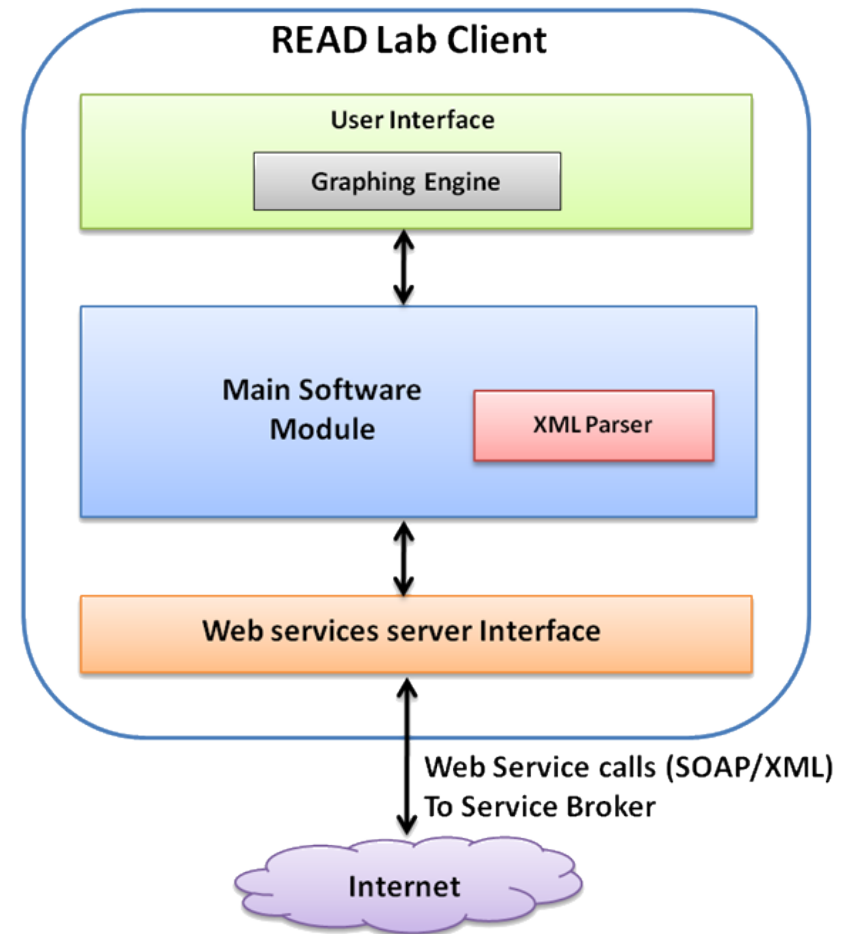 READ Lab Client
User Interface
Graphing Engine
Main Software
Module
XML Parser
Web services server Interface
Web Service calls (SOAP/XML)
To Service Broker
Internet